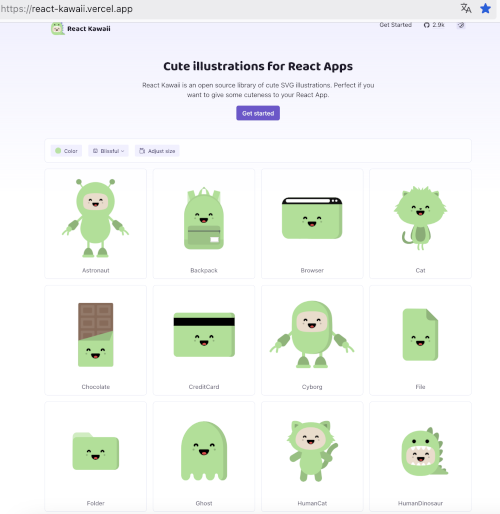 https://react-kawaii.vercel.app
React Kawaii
Get Started
2.9k
Cute illustrations for React Apps
React Kawaii is an open source library of cute SVG illustrations. Perfect if you
want to give some cuteness to your React App.
Get started
Color
Blissful
Adjust size
Astronaut
Backpack
Browser
Cat
Chocolate
CreditCard
Cyborg
File
Folder
Ghost
HumanCat
HumanDinosaur